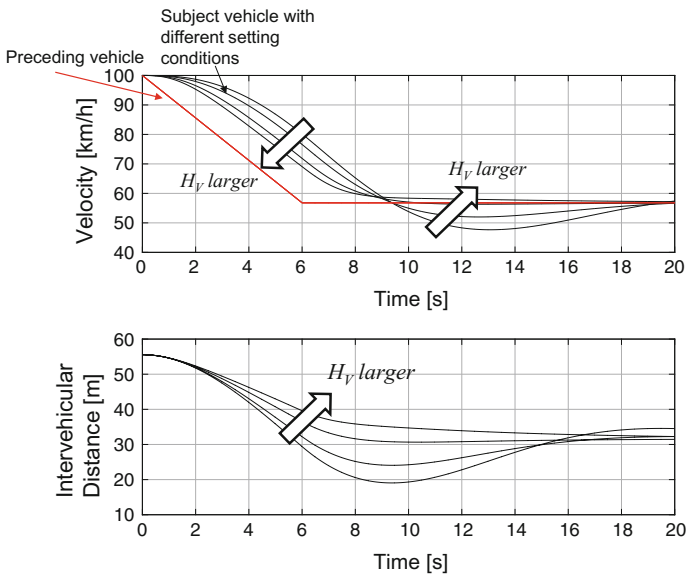 Subject vehicle with
different setting
conditions
Preceding vehicle
100
90
80
70
60
50
40
Velocity [km/h]
H_V larger
H_V larger
0 2 4 6 8 10 12 14 16 18 20
Time [s]
60
50
40
30
20
10
Intervehicular
Distance [m]
H_V larger
0 2 4 6 8 10 12 14 16 18 20
Time [s]